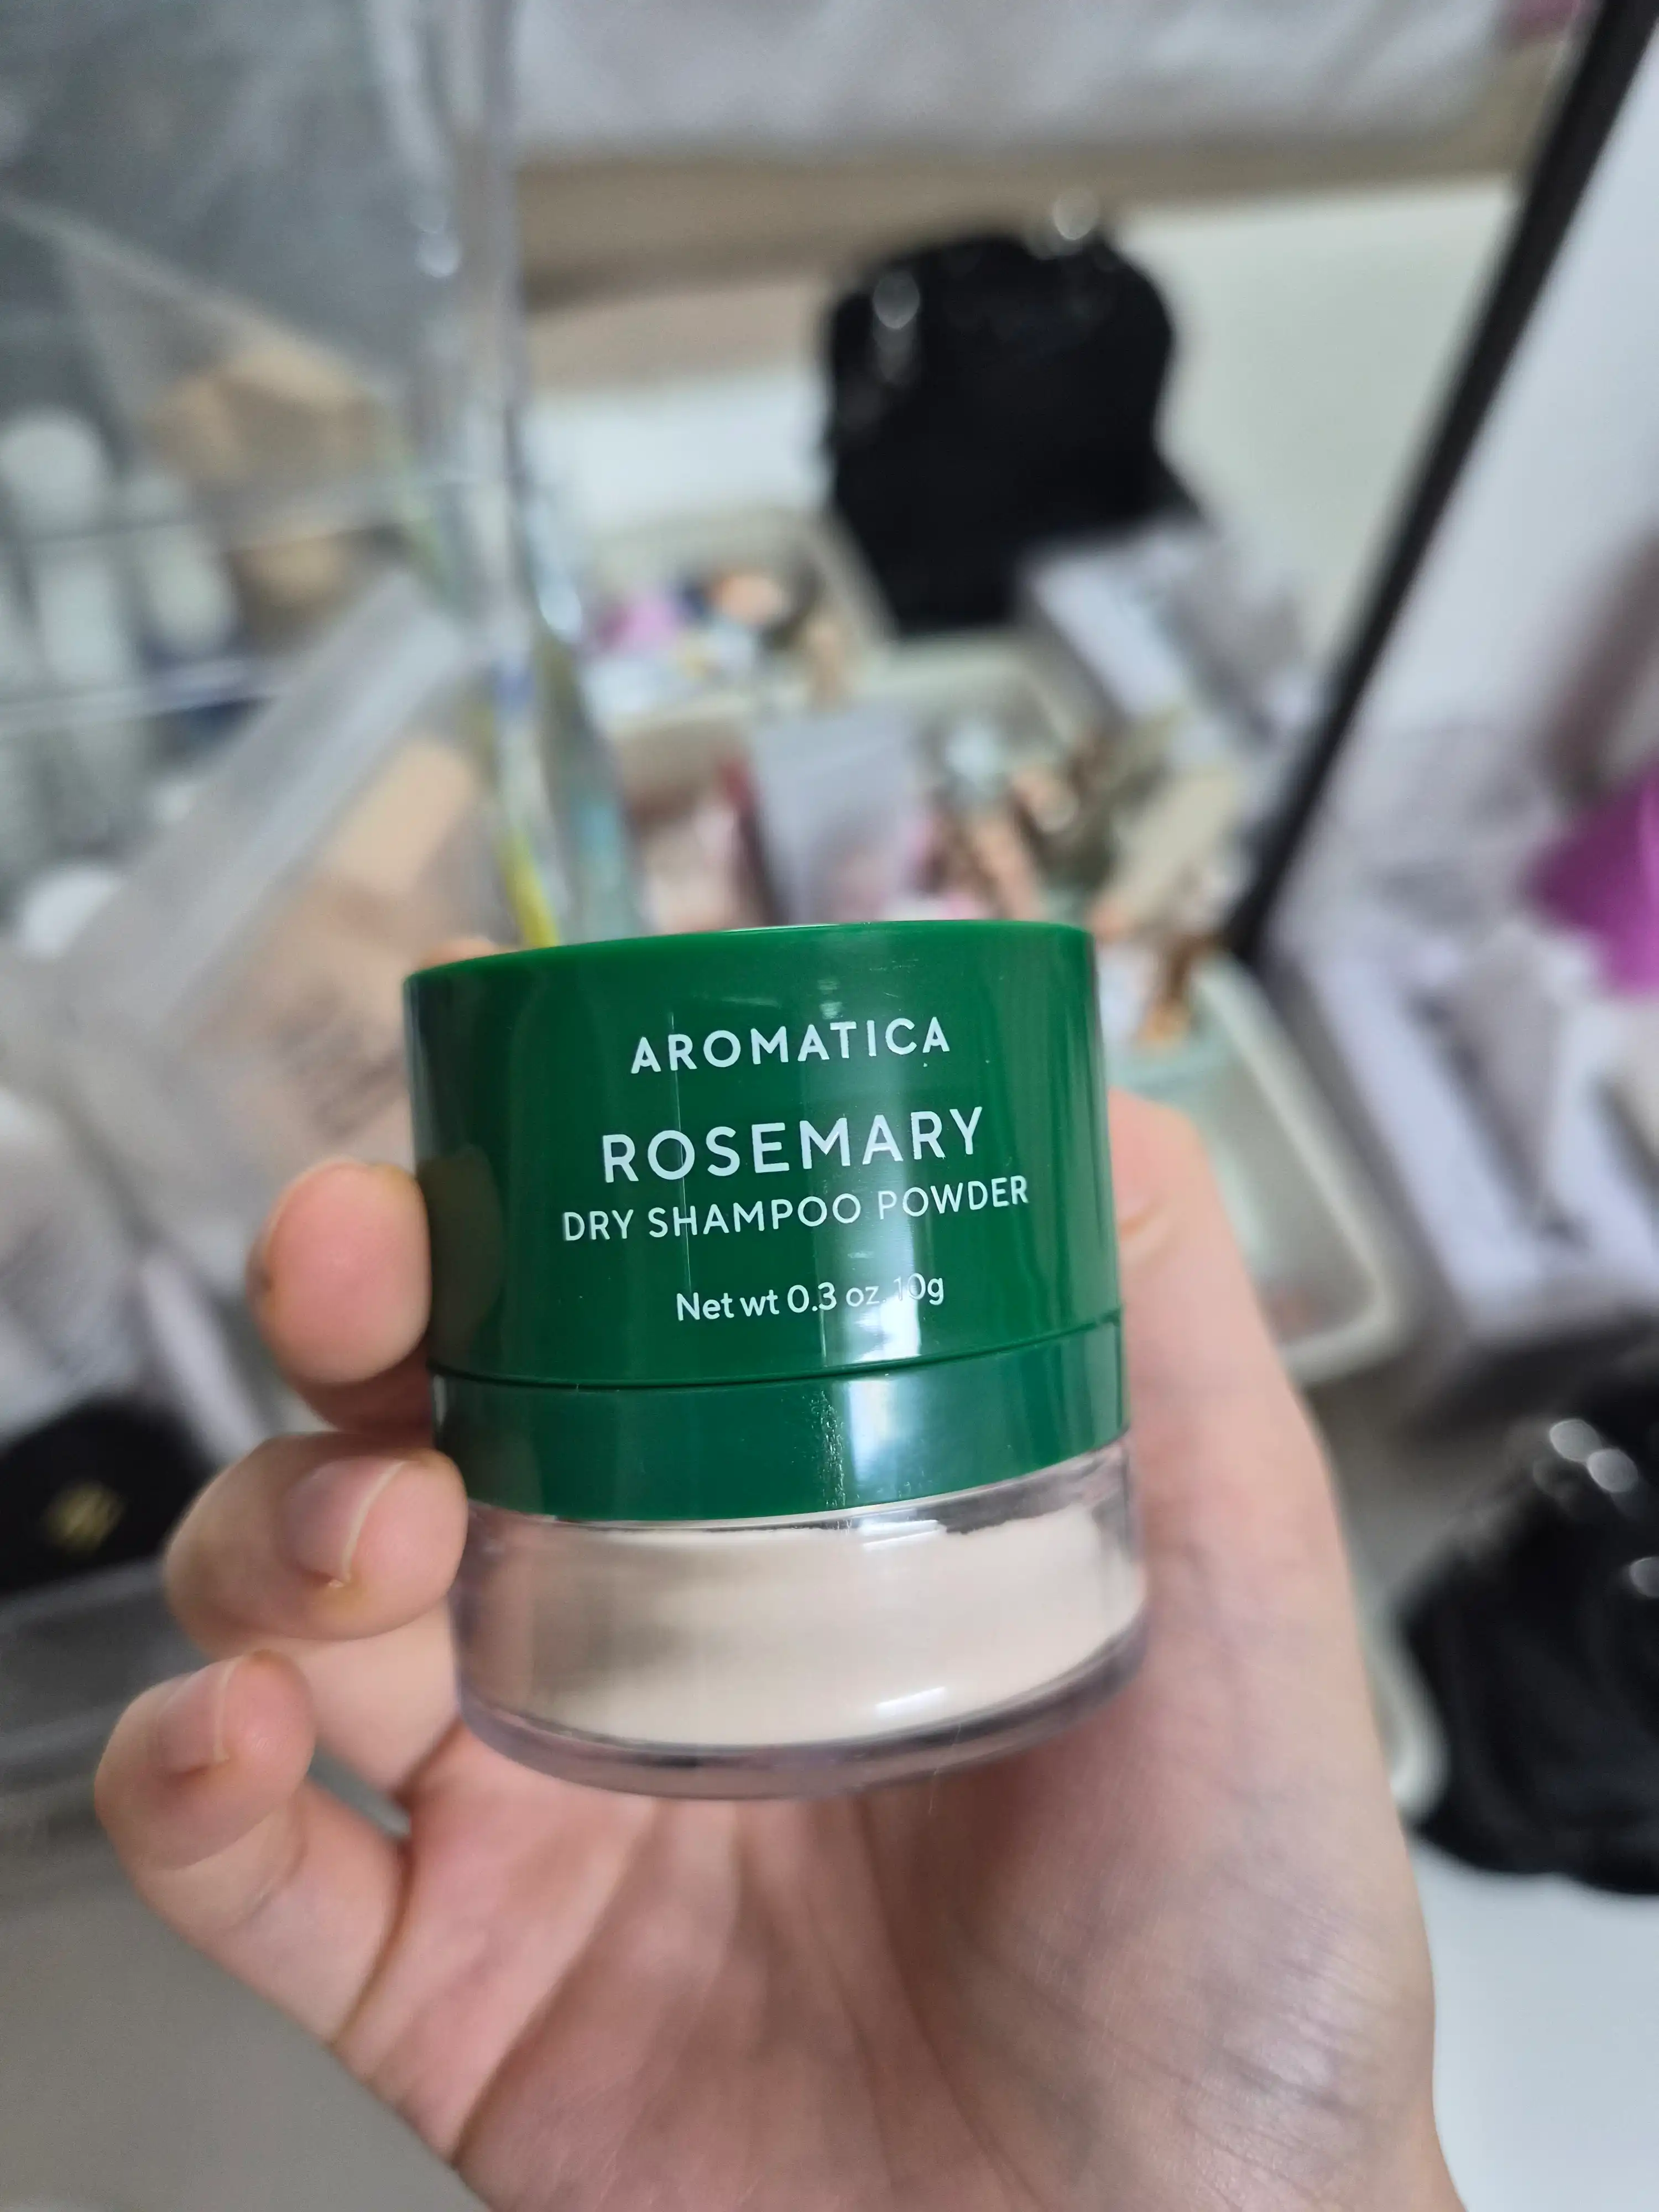 AROMATICA
ROSEMARY
DRY SHAMPOO POWDER
Net wt 0.3 oz. 10g